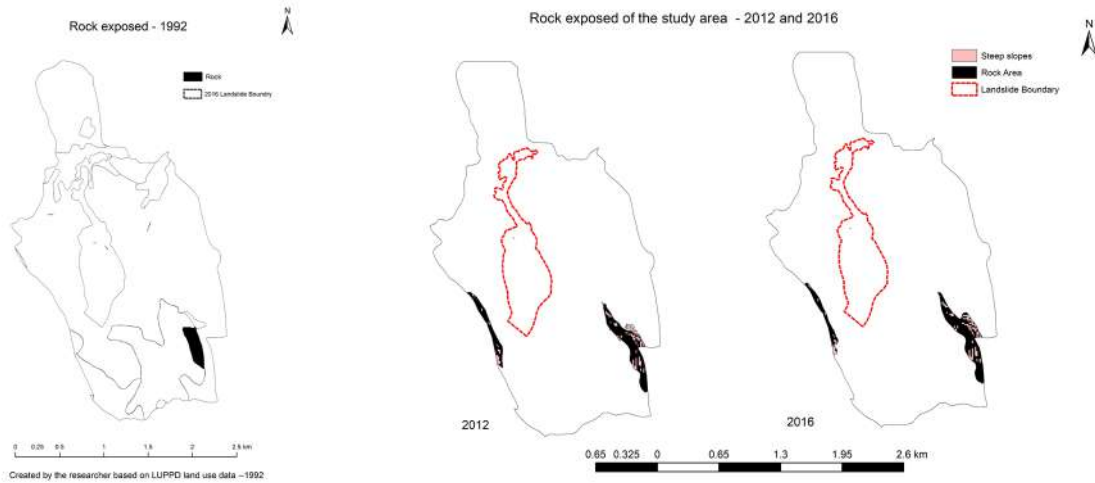 Rock exposed - 1992
N
Rock
2016 Landslide Boundry
0 0.25 0.5 1 1.5 2 2.5 km
Created by the researcher based on LUPPD land use data –1992
Rock exposed of the study area - 2012 and 2016
N
Steep slopes
Rock Area
Landslide Boundary
2012
2016
0.65 0.325 0 0.65 1.3 1.95 2.6 km